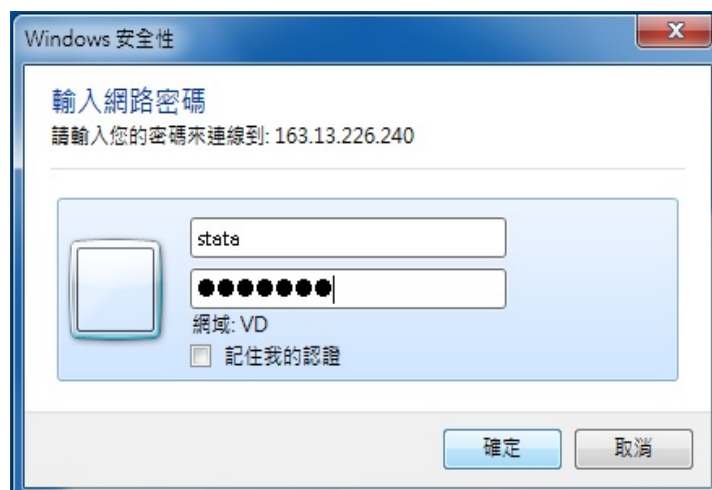 Windows 安全性
輸入網路密碼
請輸入您的密碼來連線到: 163.13.226.240
stata
●●●●●●●
網域: VD
記住我的認證
確定
取消